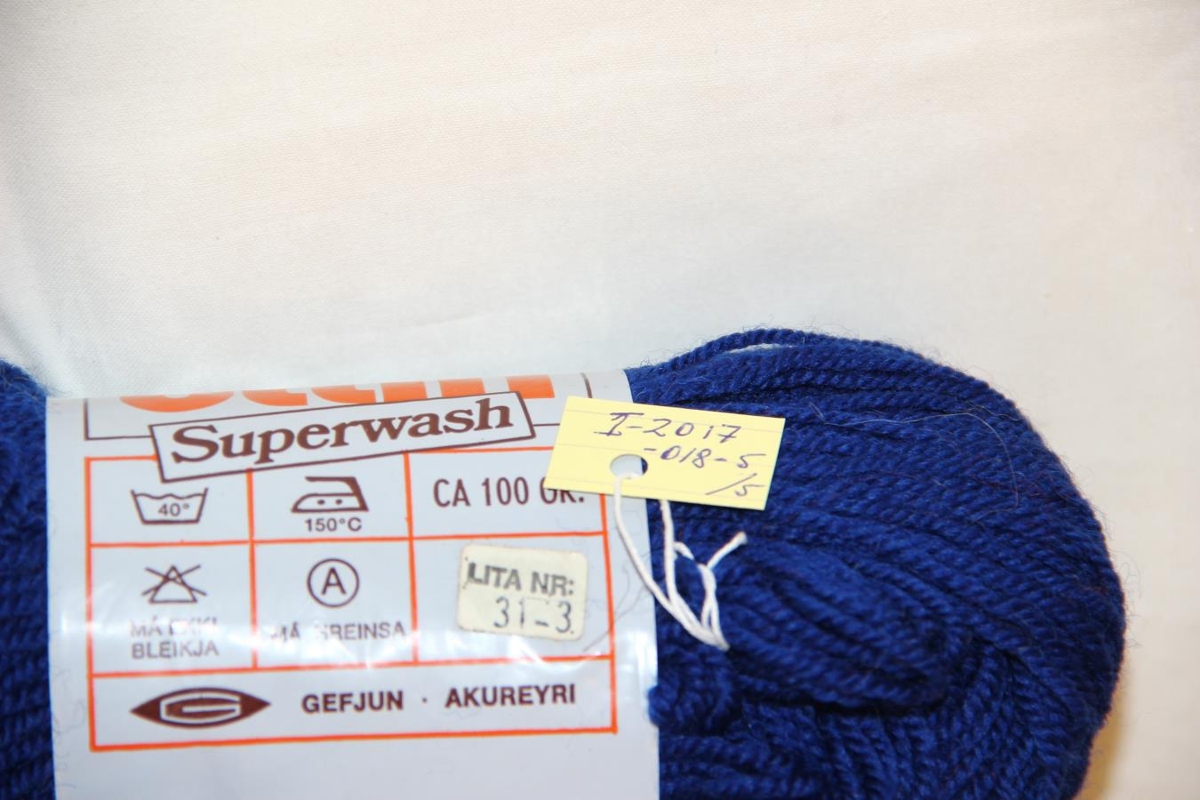 Superwash
40°
150°C
CA 100 GR.
A
MÁ EKKI
BLEIKJA
MÁ HREINSA
LITA NR:
31-3
GEFJUN · AKUREYRI
I-2017
-018-5
/5